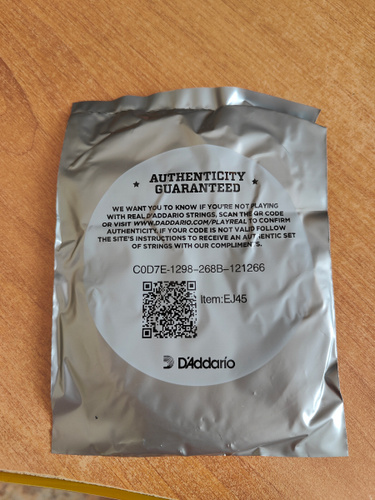 AUTHENTICITY
★ GUARANTEED ★
WE WANT YOU TO KNOW IF YOU'RE NOT PLAYING
WITH REAL D'ADDARIO STRINGS, SCAN THE QR CODE
OR VISIT WWW.DADDARIO.COM/PLAYREAL TO CONFIRM
AUTHENTICITY. IF YOUR CODE IS NOT VALID FOLLOW
THE SITE'S INSTRUCTIONS TO RECEIVE AN AUTHENTIC SET
OF STRINGS WITH OUR COMPLIMENTS.
C0D7E-1298-268B-121266
Item:EJ45
D'Addario